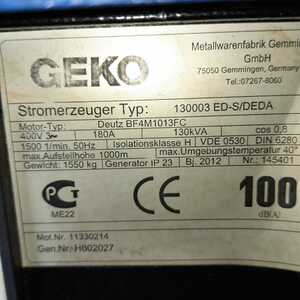 GEKO
Metallwarenfabrik Gemming
GmbH
75050 Gemmingen, Germany
Tel.:07267-8060
Stromerzeuger Typ: 130003 ED-S/DEDA
Motor-Typ: Deutz BF4M1013FC
400V 3~ 180A 130kVA cos 0,8
1500 1/min, 50Hz Isolationsklasse H VDE 0530 DIN 6280
max.Aufstellhöhe 1000m max.Umgebungstemperatur 40°
Gewicht: 1550 kg Generator IP 23 Bj. 2012 Nr.: 145401
ME22
CE
100
dB(A)
Mot.Nr. 11330214
Gen.Nr.: H602027